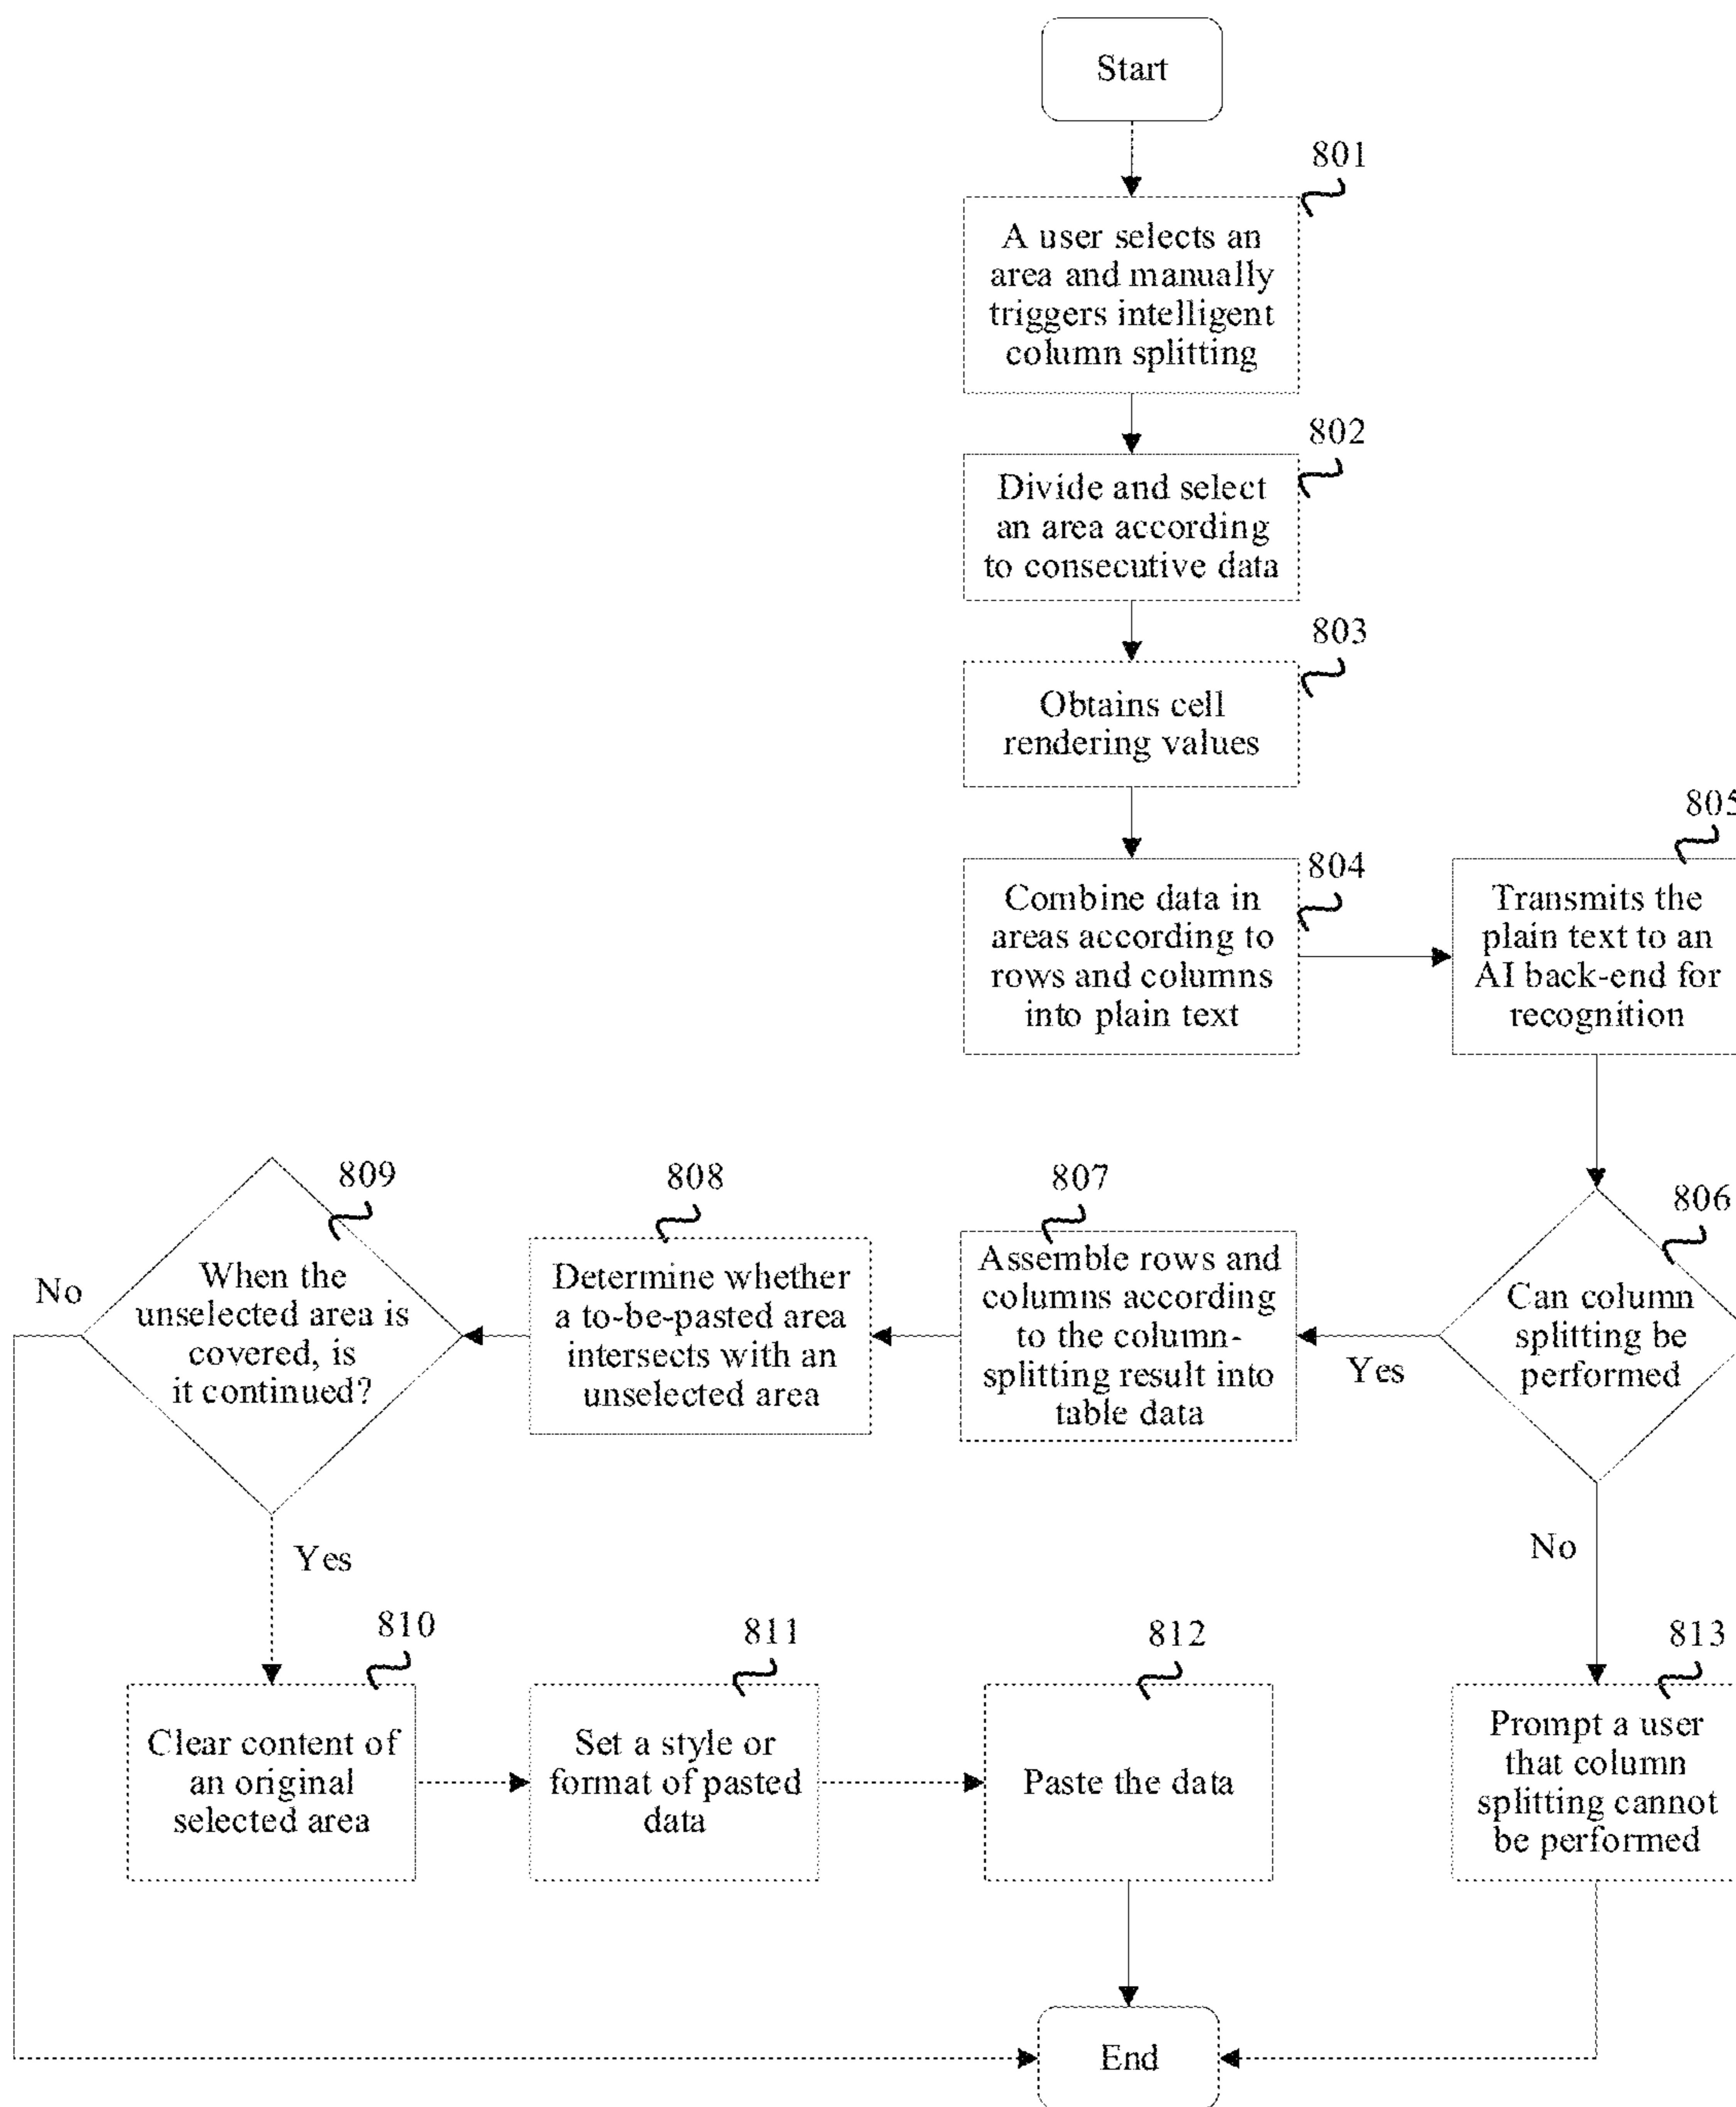 Start
801
A user selects an
area and manually
triggers intelligent
column splitting
802
Divide and select
an area according
to consecutive data
803
Obtains cell
rendering values
804
Combine data in
areas according to
rows and columns
into plain text
805
Transmits the
plain text to an
AI back-end for
recognition
806
Can column
splitting be
performed
Yes
No
807
Assemble rows and
columns according
to the column-
splitting result into
table data
808
Determine whether
a to-be-pasted area
intersects with an
unselected area
809
When the
unselected area is
covered, is
it continued?
No
Yes
810
Clear content of
an original
selected area
811
Set a style or
format of pasted
data
812
Paste the data
813
Prompt a user
that column
splitting cannot
be performed
End